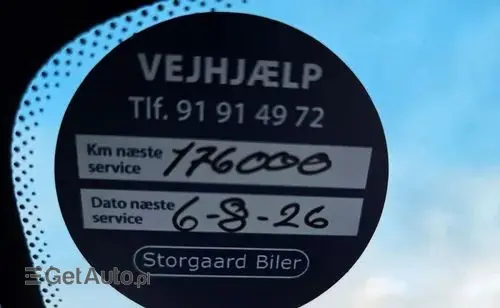 VEJHJÆLP
Tlf. 91 91 49 72
Km næste service 176000
Dato næste service 6-8-26
Storgaard Biler
GetAuto.pl